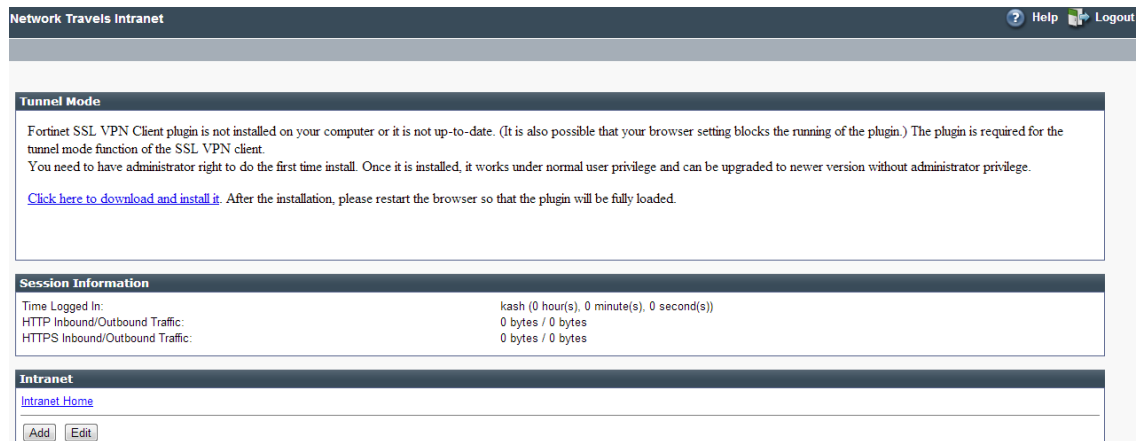 Network Travels Intranet
Help
Logout
Tunnel Mode
Fortinet SSL VPN Client plugin is not installed on your computer or it is not up-to-date. (It is also possible that your browser setting blocks the running of the plugin.) The plugin is required for the
tunnel mode function of the SSL VPN client.
You need to have administrator right to do the first time install. Once it is installed, it works under normal user privilege and can be upgraded to newer version without administrator privilege.
Click here to download and install it. After the installation, please restart the browser so that the plugin will be fully loaded.
Session Information
Time Logged In: kash (0 hour(s), 0 minute(s), 0 second(s))
HTTP Inbound/Outbound Traffic: 0 bytes / 0 bytes
HTTPS Inbound/Outbound Traffic: 0 bytes / 0 bytes
Intranet
Intranet Home
Add Edit